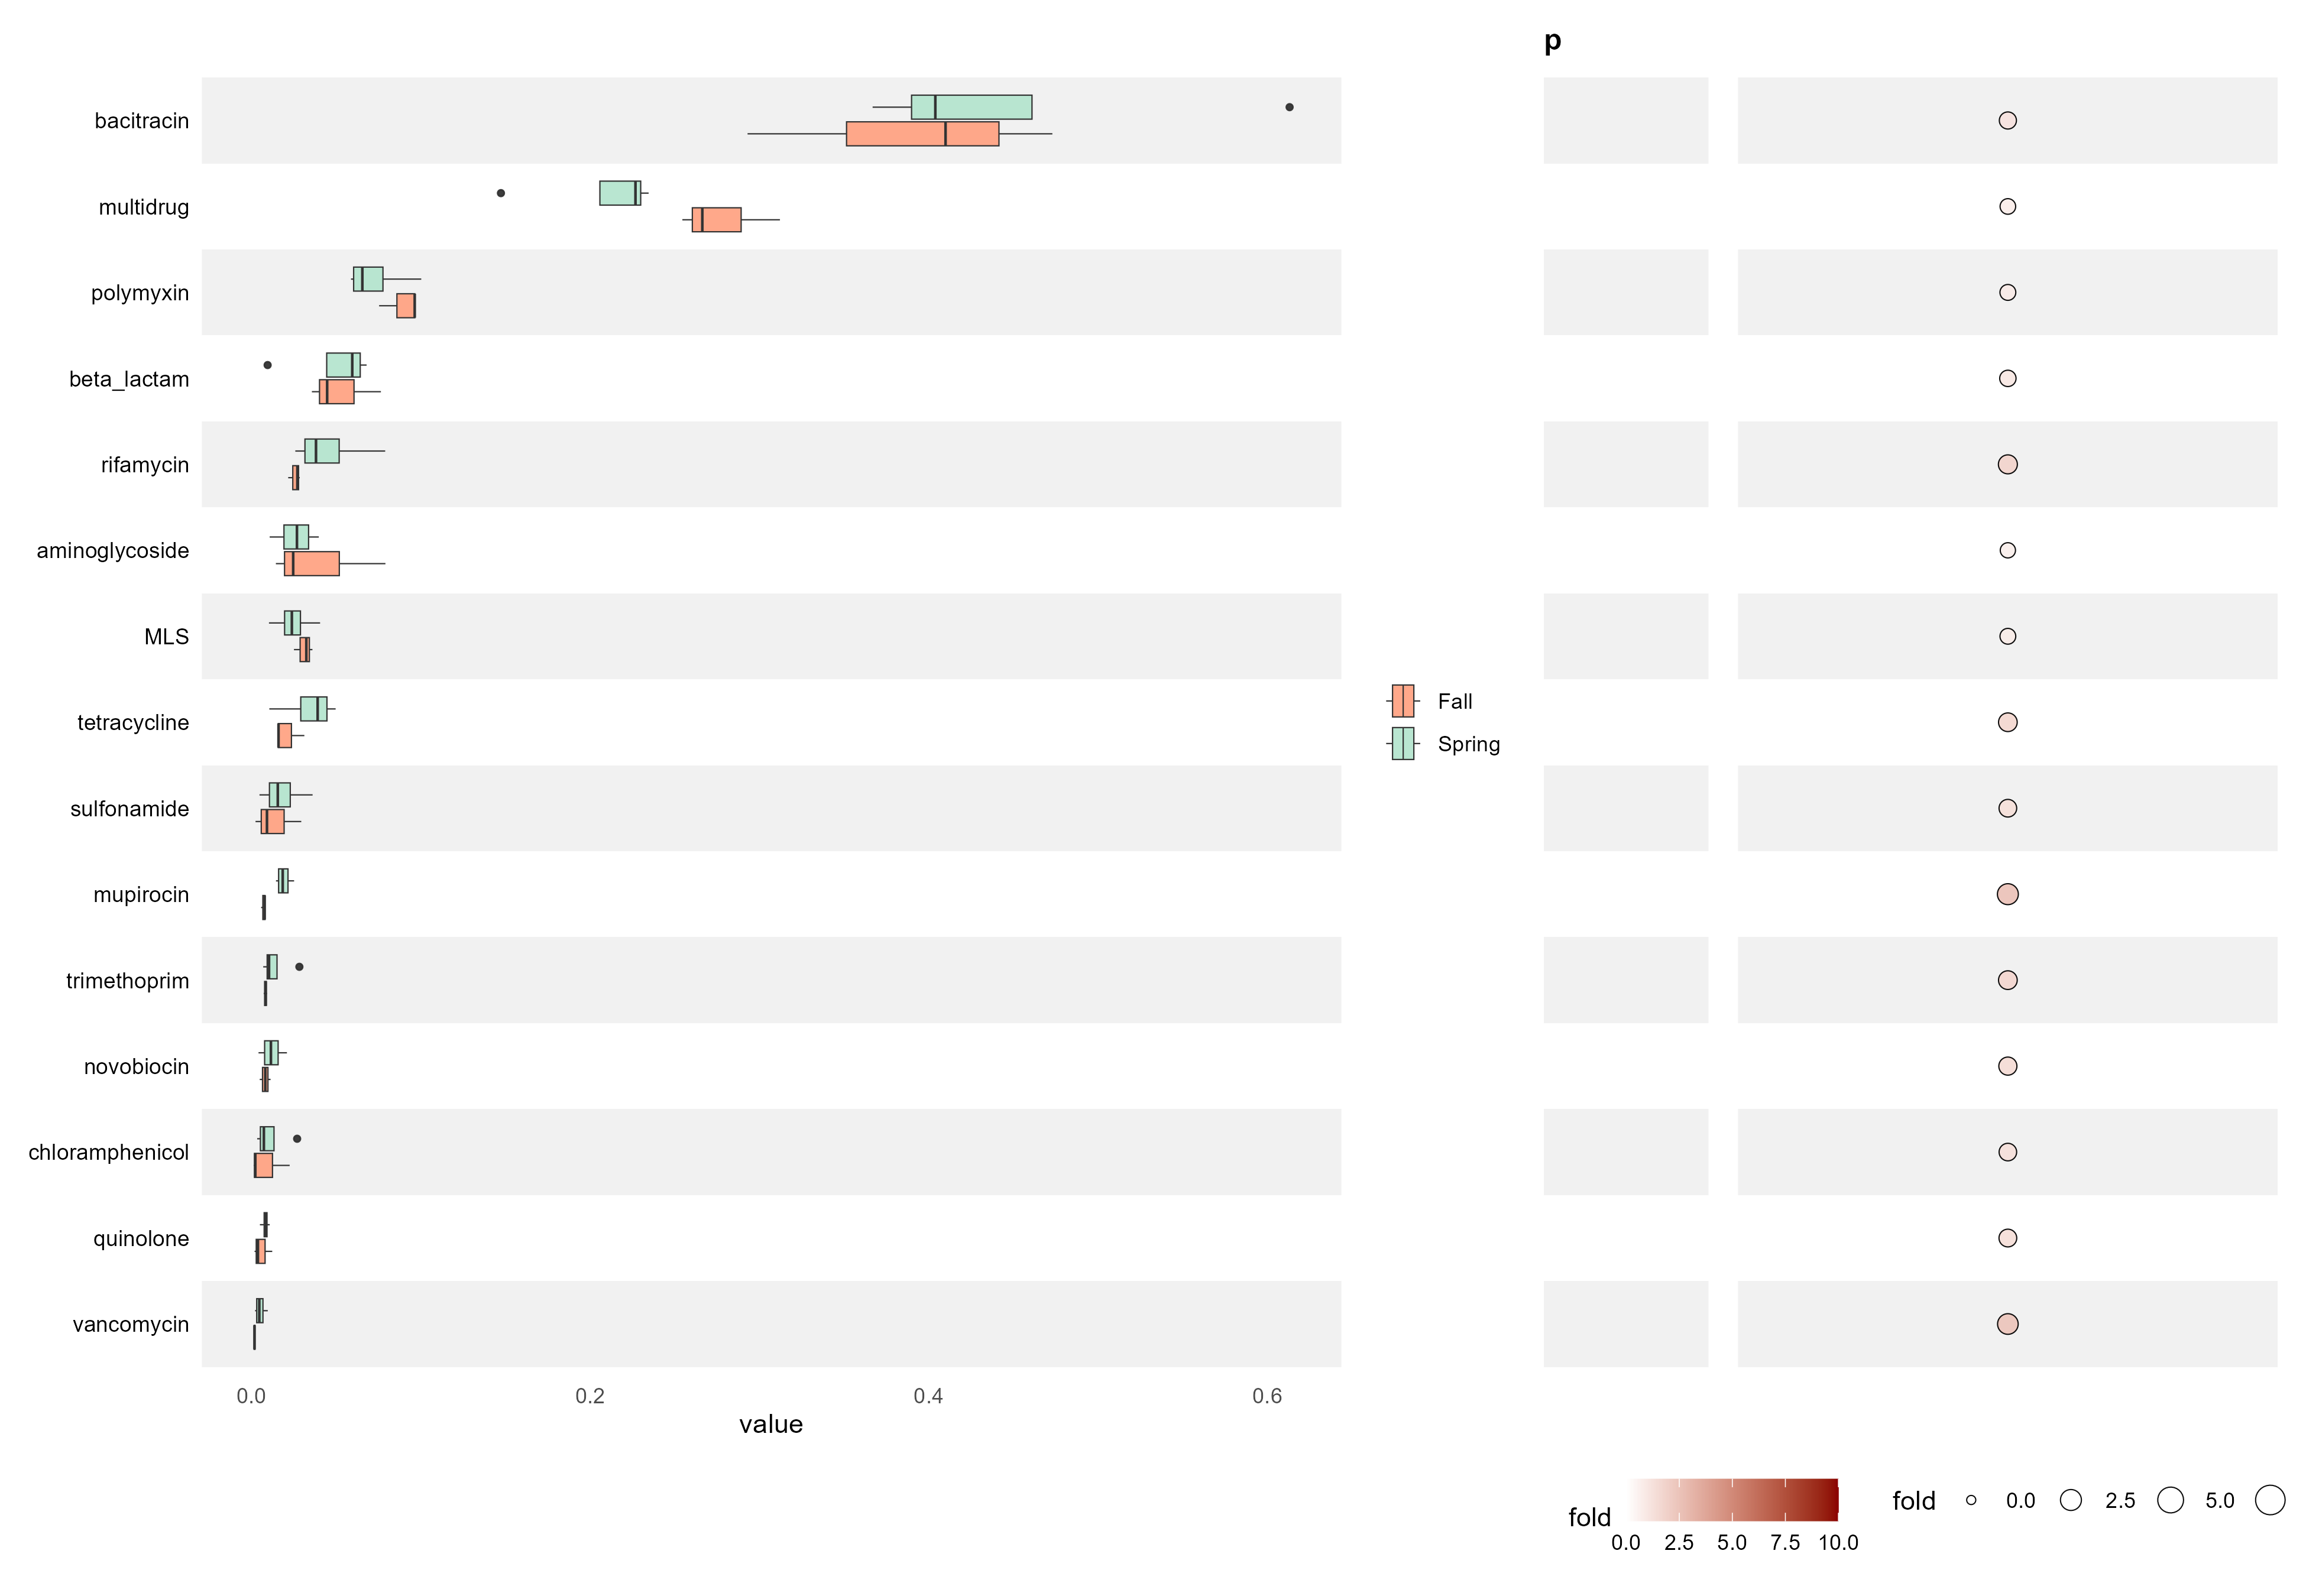 p
bacitracin
multidrug
polymyxin
beta_lactam
rifamycin
aminoglycoside
MLS
tetracycline
sulfonamide
mupirocin
trimethoprim
novobiocin
chloramphenicol
quinolone
vancomycin
0.0 0.2 0.4 0.6
value
Fall
Spring
fold
0.0 2.5 5.0 7.5 10.0
fold 0.0 2.5 5.0